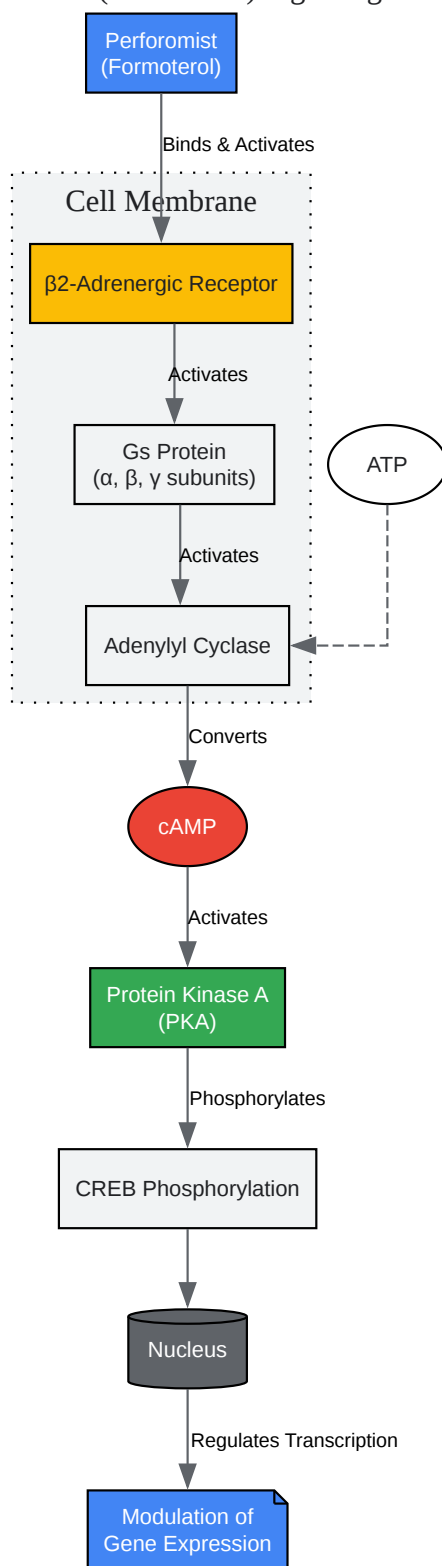 Perforomist
(Formoterol)
Binds & Activates
Cell Membrane
β2-Adrenergic Receptor
Activates
Gs Protein
(α, β, γ subunits)
ATP
Activates
Adenylyl Cyclase
Converts
cAMP
Activates
Protein Kinase A
(PKA)
Phosphorylates
CREB Phosphorylation
Nucleus
Regulates Transcription
Modulation of
Gene Expression